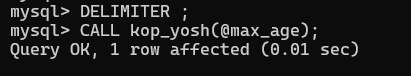 mysql> DELIMITER ;
mysql> CALL kop_yosh(@max_age);
Query OK, 1 row affected (0.01 sec)